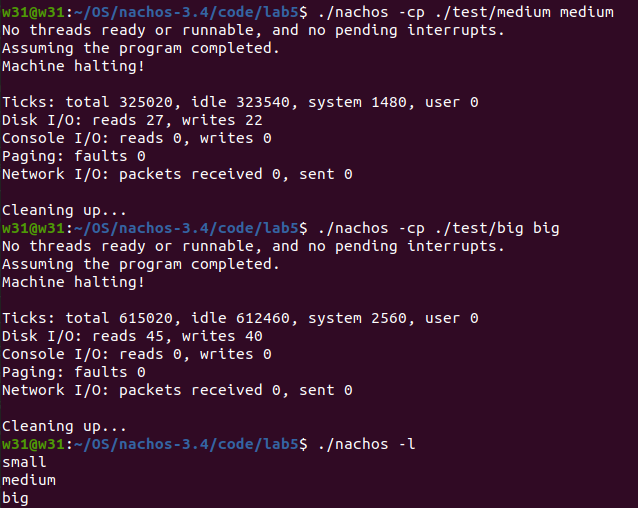 w31@w31:~/OS/nachos-3.4/code/lab5$ ./nachos -cp ./test/medium medium
No threads ready or runnable, and no pending interrupts.
Assuming the program completed.
Machine halting!

Ticks: total 325020, idle 323540, system 1480, user 0
Disk I/O: reads 27, writes 22
Console I/O: reads 0, writes 0
Paging: faults 0
Network I/O: packets received 0, sent 0

Cleaning up...
w31@w31:~/OS/nachos-3.4/code/lab5$ ./nachos -cp ./test/big big
No threads ready or runnable, and no pending interrupts.
Assuming the program completed.
Machine halting!

Ticks: total 615020, idle 612460, system 2560, user 0
Disk I/O: reads 45, writes 40
Console I/O: reads 0, writes 0
Paging: faults 0
Network I/O: packets received 0, sent 0

Cleaning up...
w31@w31:~/OS/nachos-3.4/code/lab5$ ./nachos -l
small
medium
big